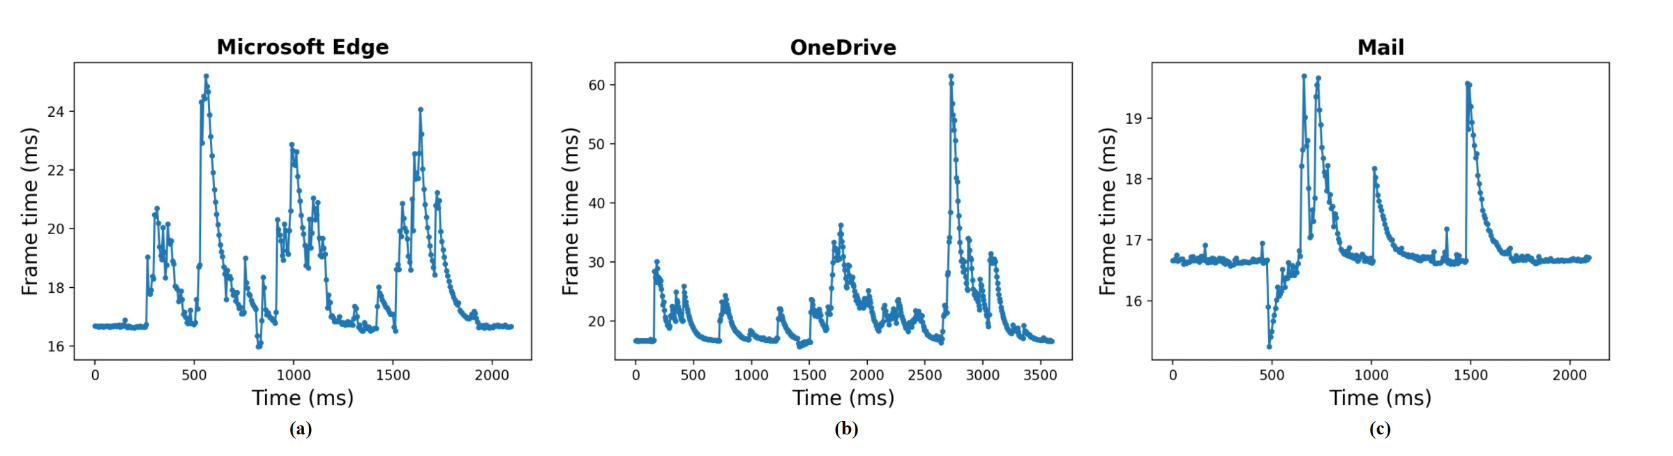 Microsoft Edge
Frame time (ms)
24
22
20
18
16
0 500 1000 1500 2000
Time (ms)
(a)
OneDrive
Frame time (ms)
60
50
40
30
20
0 500 1000 1500 2000 2500 3000 3500
Time (ms)
(b)
Mail
Frame time (ms)
19
18
17
16
0 500 1000 1500 2000
Time (ms)
(c)